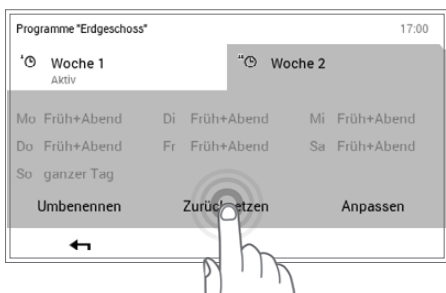 Programme "Erdgeschoss" 17:00
Woche 1 Woche 2
Aktiv
Mo Früh+Abend Di Früh+Abend Mi Früh+Abend
Do Früh+Abend Fr Früh+Abend Sa Früh+Abend
So ganzer Tag
Umbenennen Zurücksetzen Anpassen